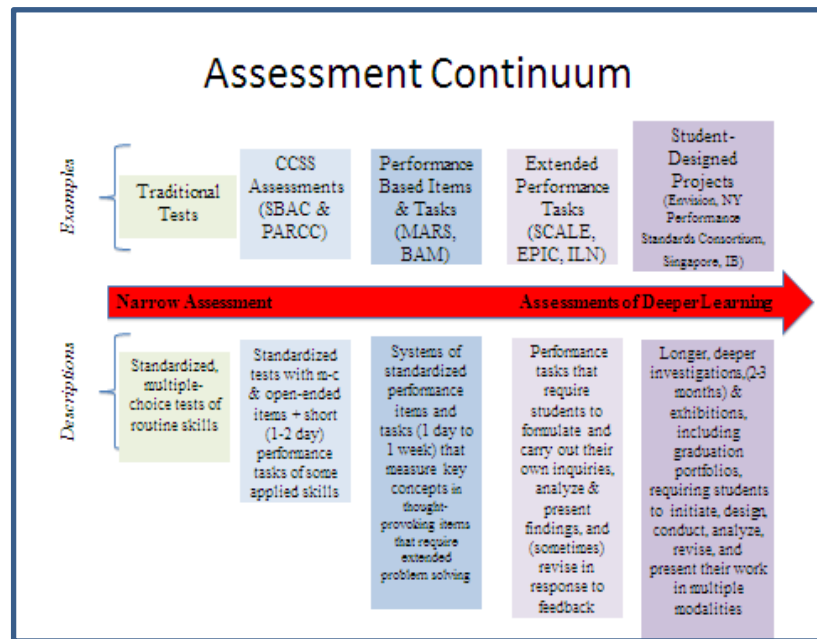 Assessment Continuum
Examples
Traditional
Tests
CCSS
Assessments
(SBAC &
PARCC)
Performance
Based Items
& Tasks
(MARS,
BAM)
Extended
Performance
Tasks
(SCALE,
EPIC, ILN)
Student-
Designed
Projects
(Envision, NY
Performance
Standards Consortium,
Singapore, IB)
Narrow Assessment
Assessments of Deeper Learning
Descriptions
Standardized,
multiple-
choice tests of
routine skills
Standardized
tests with m-c
& open-ended
items + short
(1-2 day)
performance
tasks of some
applied skills
Systems of
standardized
performance
items and
tasks (1 day to
1 week) that
measure key
concepts in
thought-
provoking items
that require
extended
problem solving
Performance
tasks that
require
students to
formulate and
carry out their
own inquiries,
analyze &
present
findings, and
(sometimes)
revise in
response to
feedback
Longer, deeper
investigations,(2-3
months) &
exhibitions,
including
graduation
portfolios,
requiring students
to initiate, design,
conduct, analyze,
revise, and
present their work
in multiple
modalities